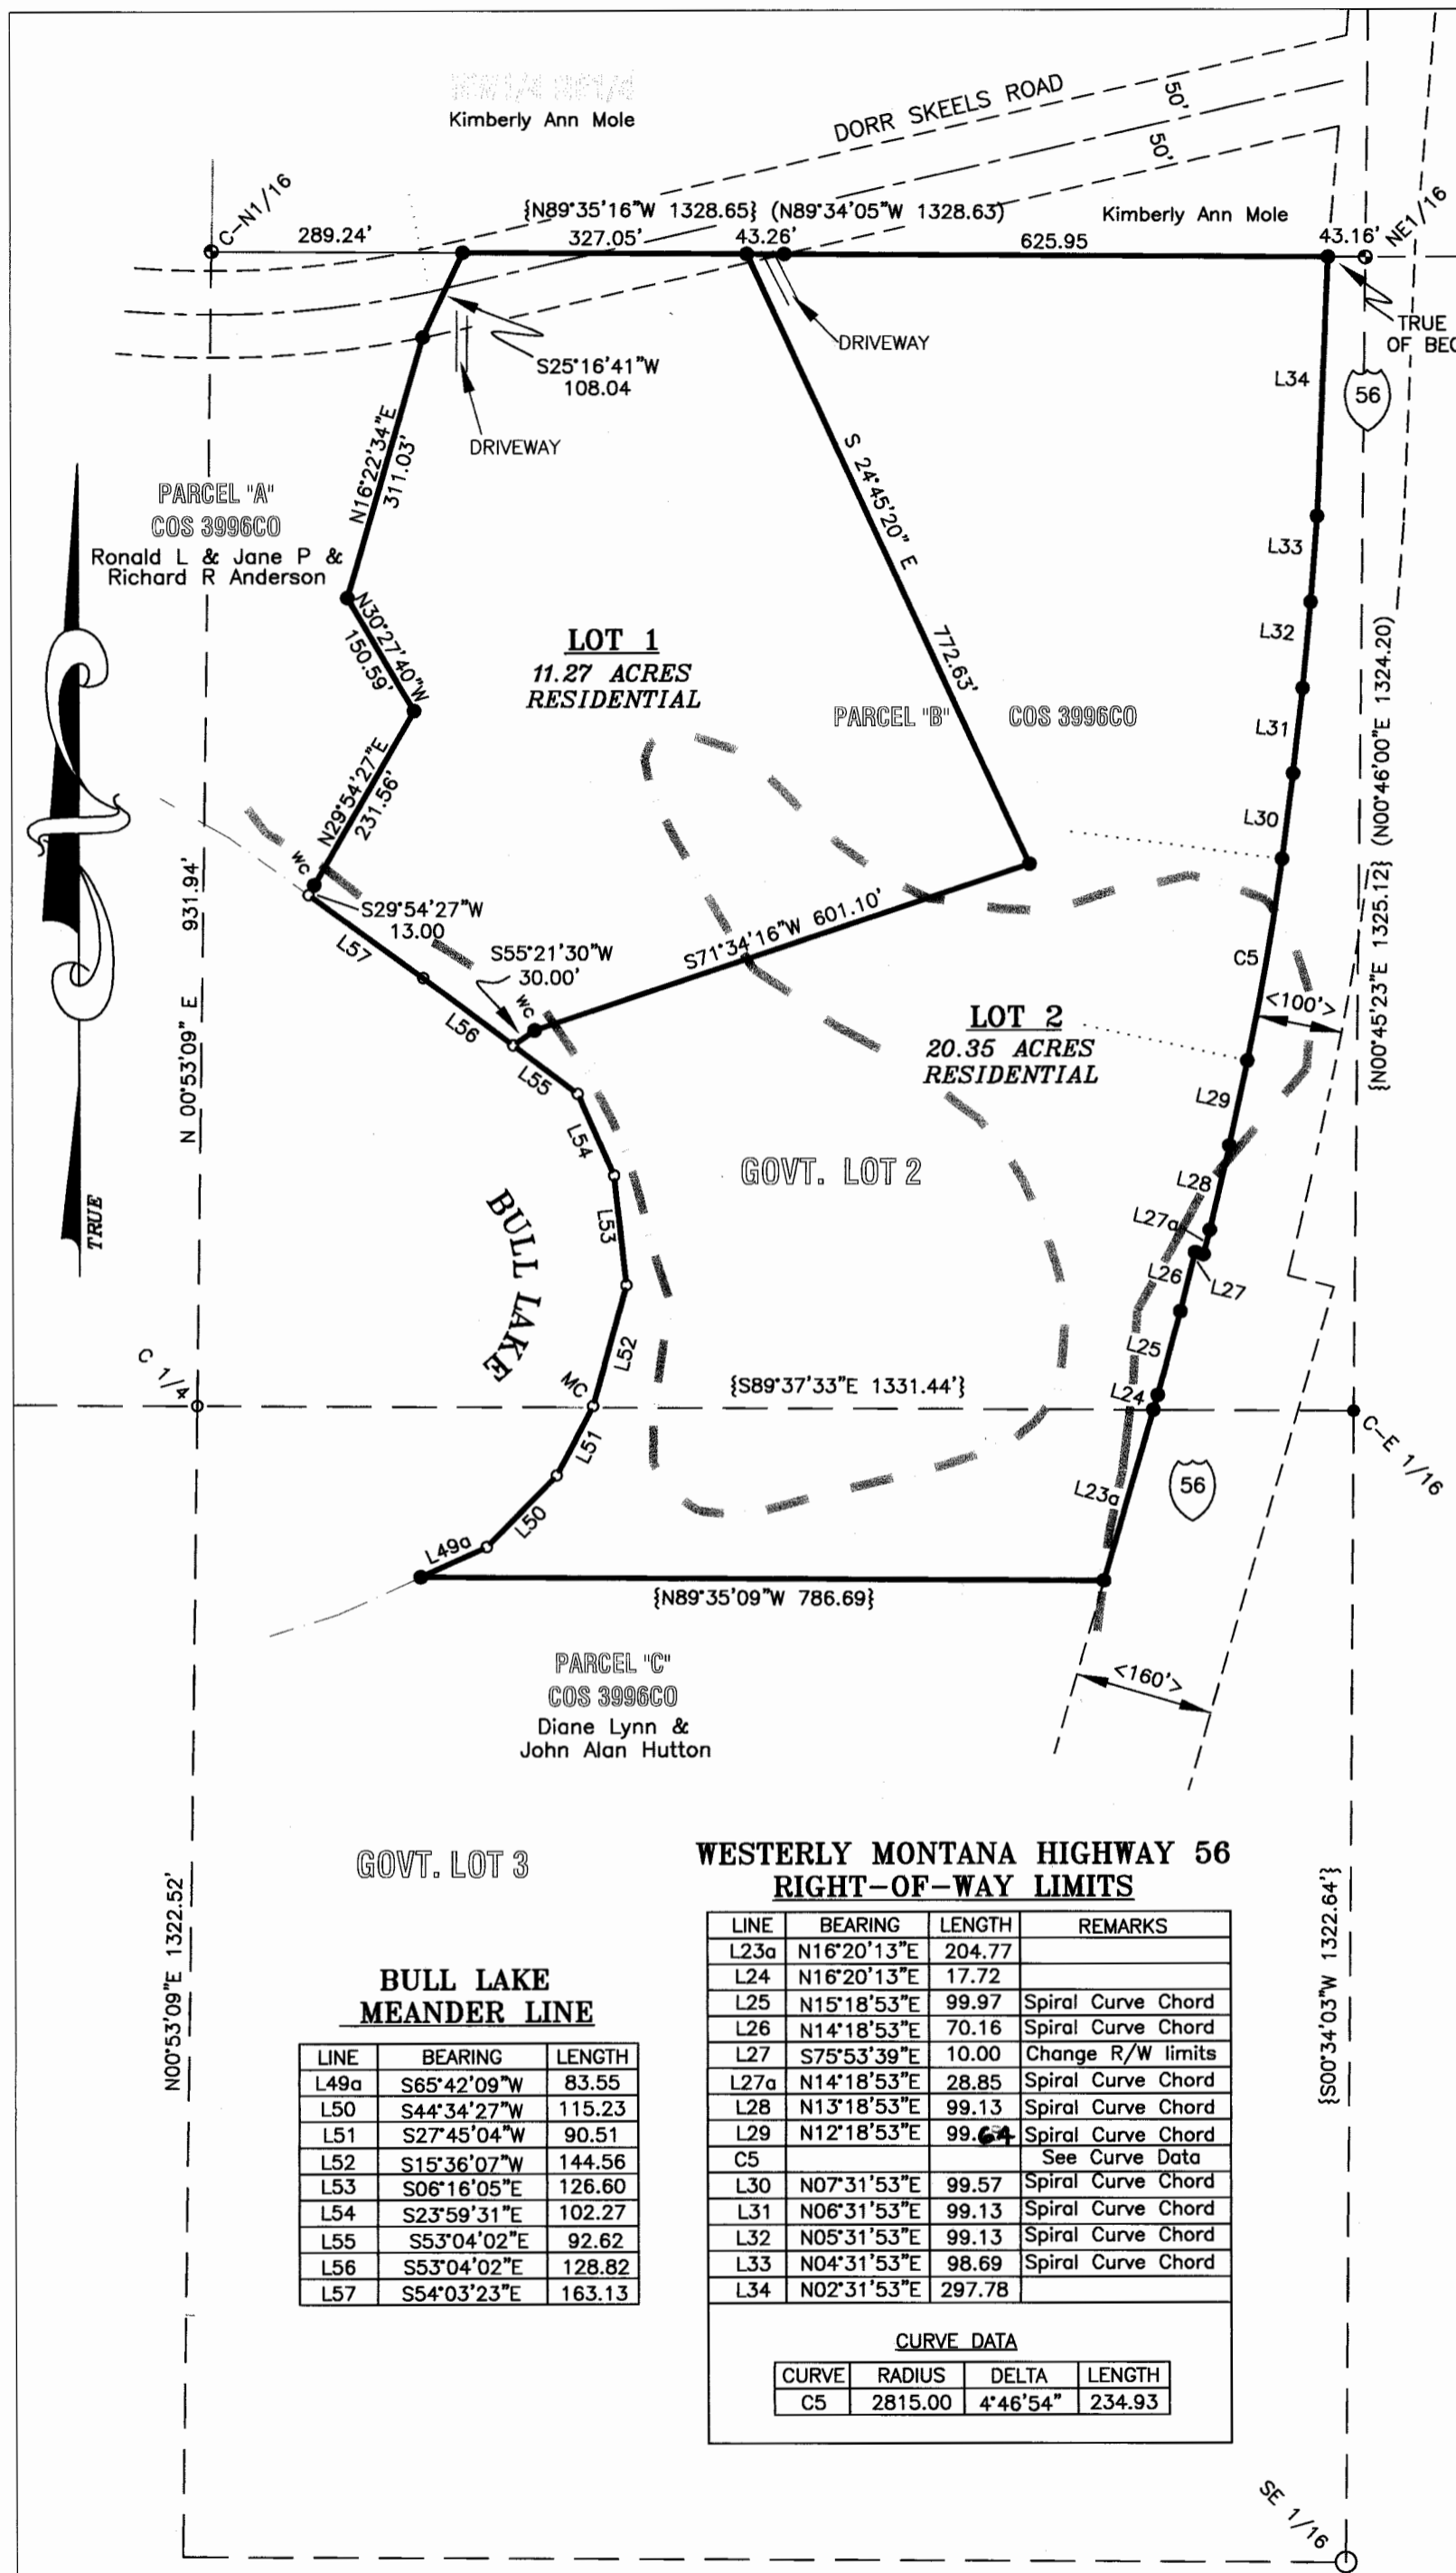 NW1/4 NE1/4
Kimberly Ann Mole
DORR SKEELS ROAD
50'
50'
C-N1/16
{N89°35'16"W 1328.65} (N89°34'05"W 1328.63)
Kimberly Ann Mole
289.24'
327.05'
43.26'
625.95
43.16'
NE1/16
TRUE
OF BEG
DRIVEWAY
S25°16'41"W
108.04
DRIVEWAY
L34
56
N16°22'34"E
311.03'
S 24°45'20" E
772.63'
PARCEL "A"
COS 3996CO
Ronald L & Jane P &
Richard R Anderson
L33
N30°27'40"W
150.59'
LOT 1
11.27 ACRES
RESIDENTIAL
L32
PARCEL "B"
COS 3996CO
L31
{N00°45'23"E 1325.12} (N00°46'00"E 1324.20)
N29°54'27"E
231.56'
L30
WC
N 00°53'09" E 931.94'
S29°54'27"W
13.00
L57
S55°21'30"W
30.00'
S71°34'16"W 601.10'
C5
WC
<100'>
L56
LOT 2
20.35 ACRES
RESIDENTIAL
L55
L29
L54
GOVT. LOT 2
L28
TRUE
L53
BULL LAKE
L27a
L26
L27
L52
L25
C 1/4
MC
{S89°37'33"E 1331.44'}
L24
C-E 1/16
L51
L23a
56
L50
L49a
{N89°35'09"W 786.69}
PARCEL "C"
COS 3996CO
Diane Lynn &
John Alan Hutton
<160'>
GOVT. LOT 3
N00°53'09"E 1322.52'
{S00°34'03"W 1322.64'}
BULL LAKE
MEANDER LINE
LINE BEARING LENGTH
L49a S65°42'09"W 83.55
L50 S44°34'27"W 115.23
L51 S27°45'04"W 90.51
L52 S15°36'07"W 144.56
L53 S06°16'05"E 126.60
L54 S23°59'31"E 102.27
L55 S53°04'02"E 92.62
L56 S53°04'02"E 128.82
L57 S54°03'23"E 163.13
WESTERLY MONTANA HIGHWAY 56
RIGHT-OF-WAY LIMITS
LINE BEARING LENGTH REMARKS
L23a N16°20'13"E 204.77
L24 N16°20'13"E 17.72
L25 N15°18'53"E 99.97 Spiral Curve Chord
L26 N14°18'53"E 70.16 Spiral Curve Chord
L27 S75°53'39"E 10.00 Change R/W limits
L27a N14°18'53"E 28.85 Spiral Curve Chord
L28 N13°18'53"E 99.13 Spiral Curve Chord
L29 N12°18'53"E 99.64 Spiral Curve Chord
C5 See Curve Data
L30 N07°31'53"E 99.57 Spiral Curve Chord
L31 N06°31'53"E 99.13 Spiral Curve Chord
L32 N05°31'53"E 99.13 Spiral Curve Chord
L33 N04°31'53"E 98.69 Spiral Curve Chord
L34 N02°31'53"E 297.78
CURVE DATA
CURVE RADIUS DELTA LENGTH
C5 2815.00 4°46'54" 234.93
SE 1/16